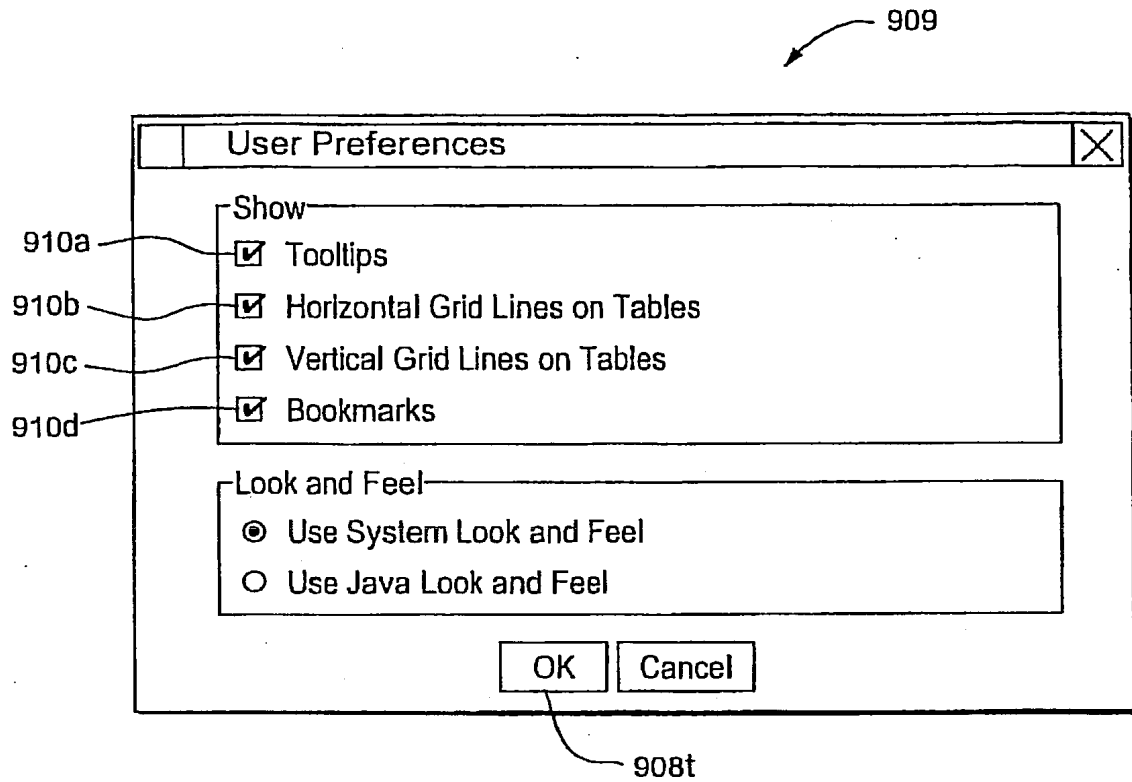 909
User Preferences
Show
910a
Tooltips
910b
Horizontal Grid Lines on Tables
910c
Vertical Grid Lines on Tables
910d
Bookmarks
Look and Feel
Use System Look and Feel
Use Java Look and Feel
OK
Cancel
908t